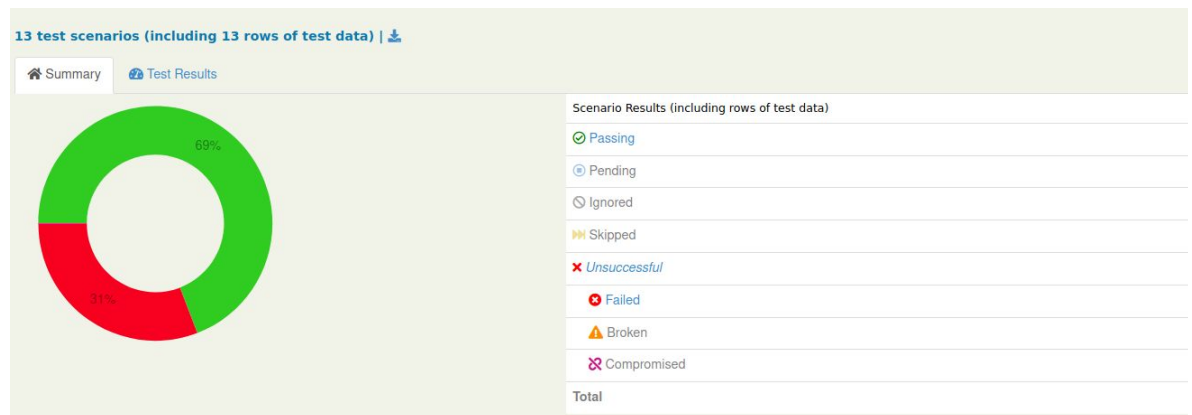 13 test scenarios (including 13 rows of test data) |
Summary
Test Results
69%
31%
Scenario Results (including rows of test data)
Passing
Pending
Ignored
Skipped
Unsuccessful
Failed
Broken
Compromised
Total